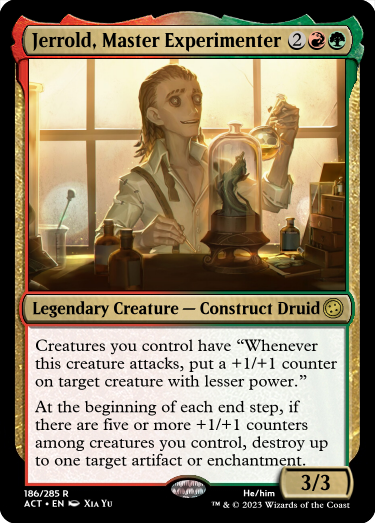 Jerrold, Master Experimenter 2
Legendary Creature — Construct Druid
Creatures you control have “Whenever
this creature attacks, put a +1/+1 counter
on target creature with lesser power.”
At the beginning of each end step, if
there are five or more +1/+1 counters
among creatures you control, destroy up
to one target artifact or enchantment.
3/3
186/285 R He/him
ACT • EN Xia Yu ™ & © 2023 Wizards of the Coast